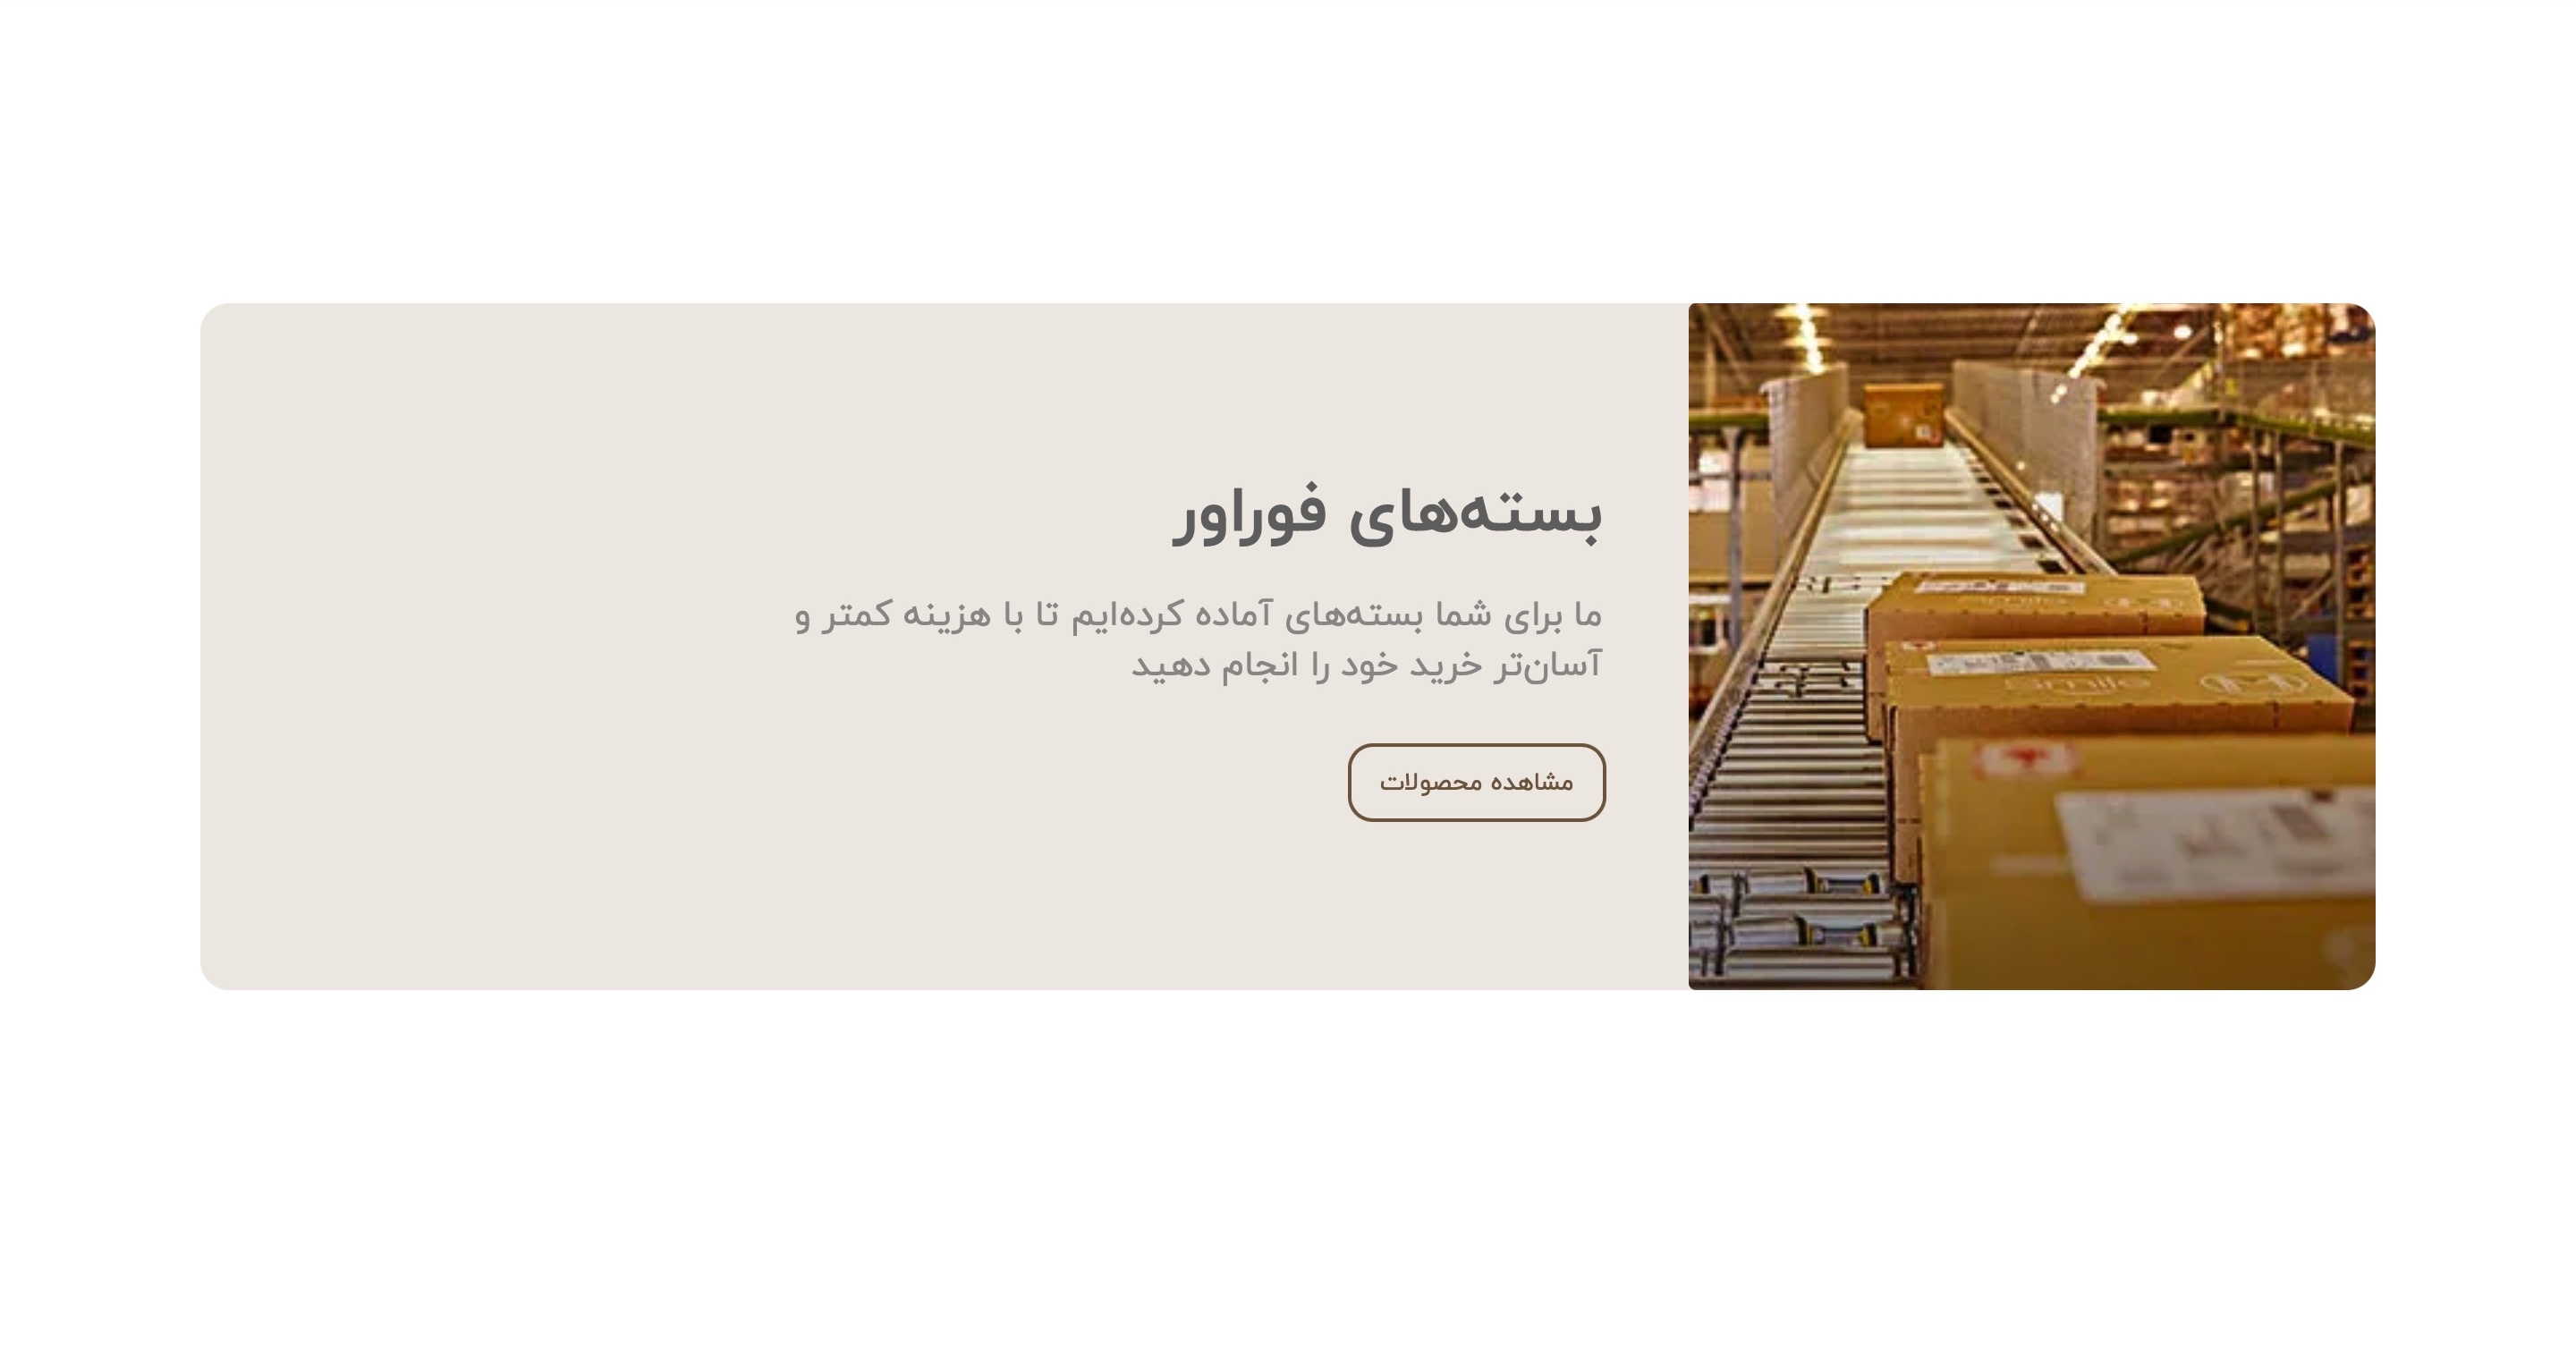 بسته‌های فوراور
ما برای شما بسته‌های آماده کرده‌ایم تا با هزینه کمتر و
آسان‌تر خرید خود را انجام دهید
مشاهده محصولات